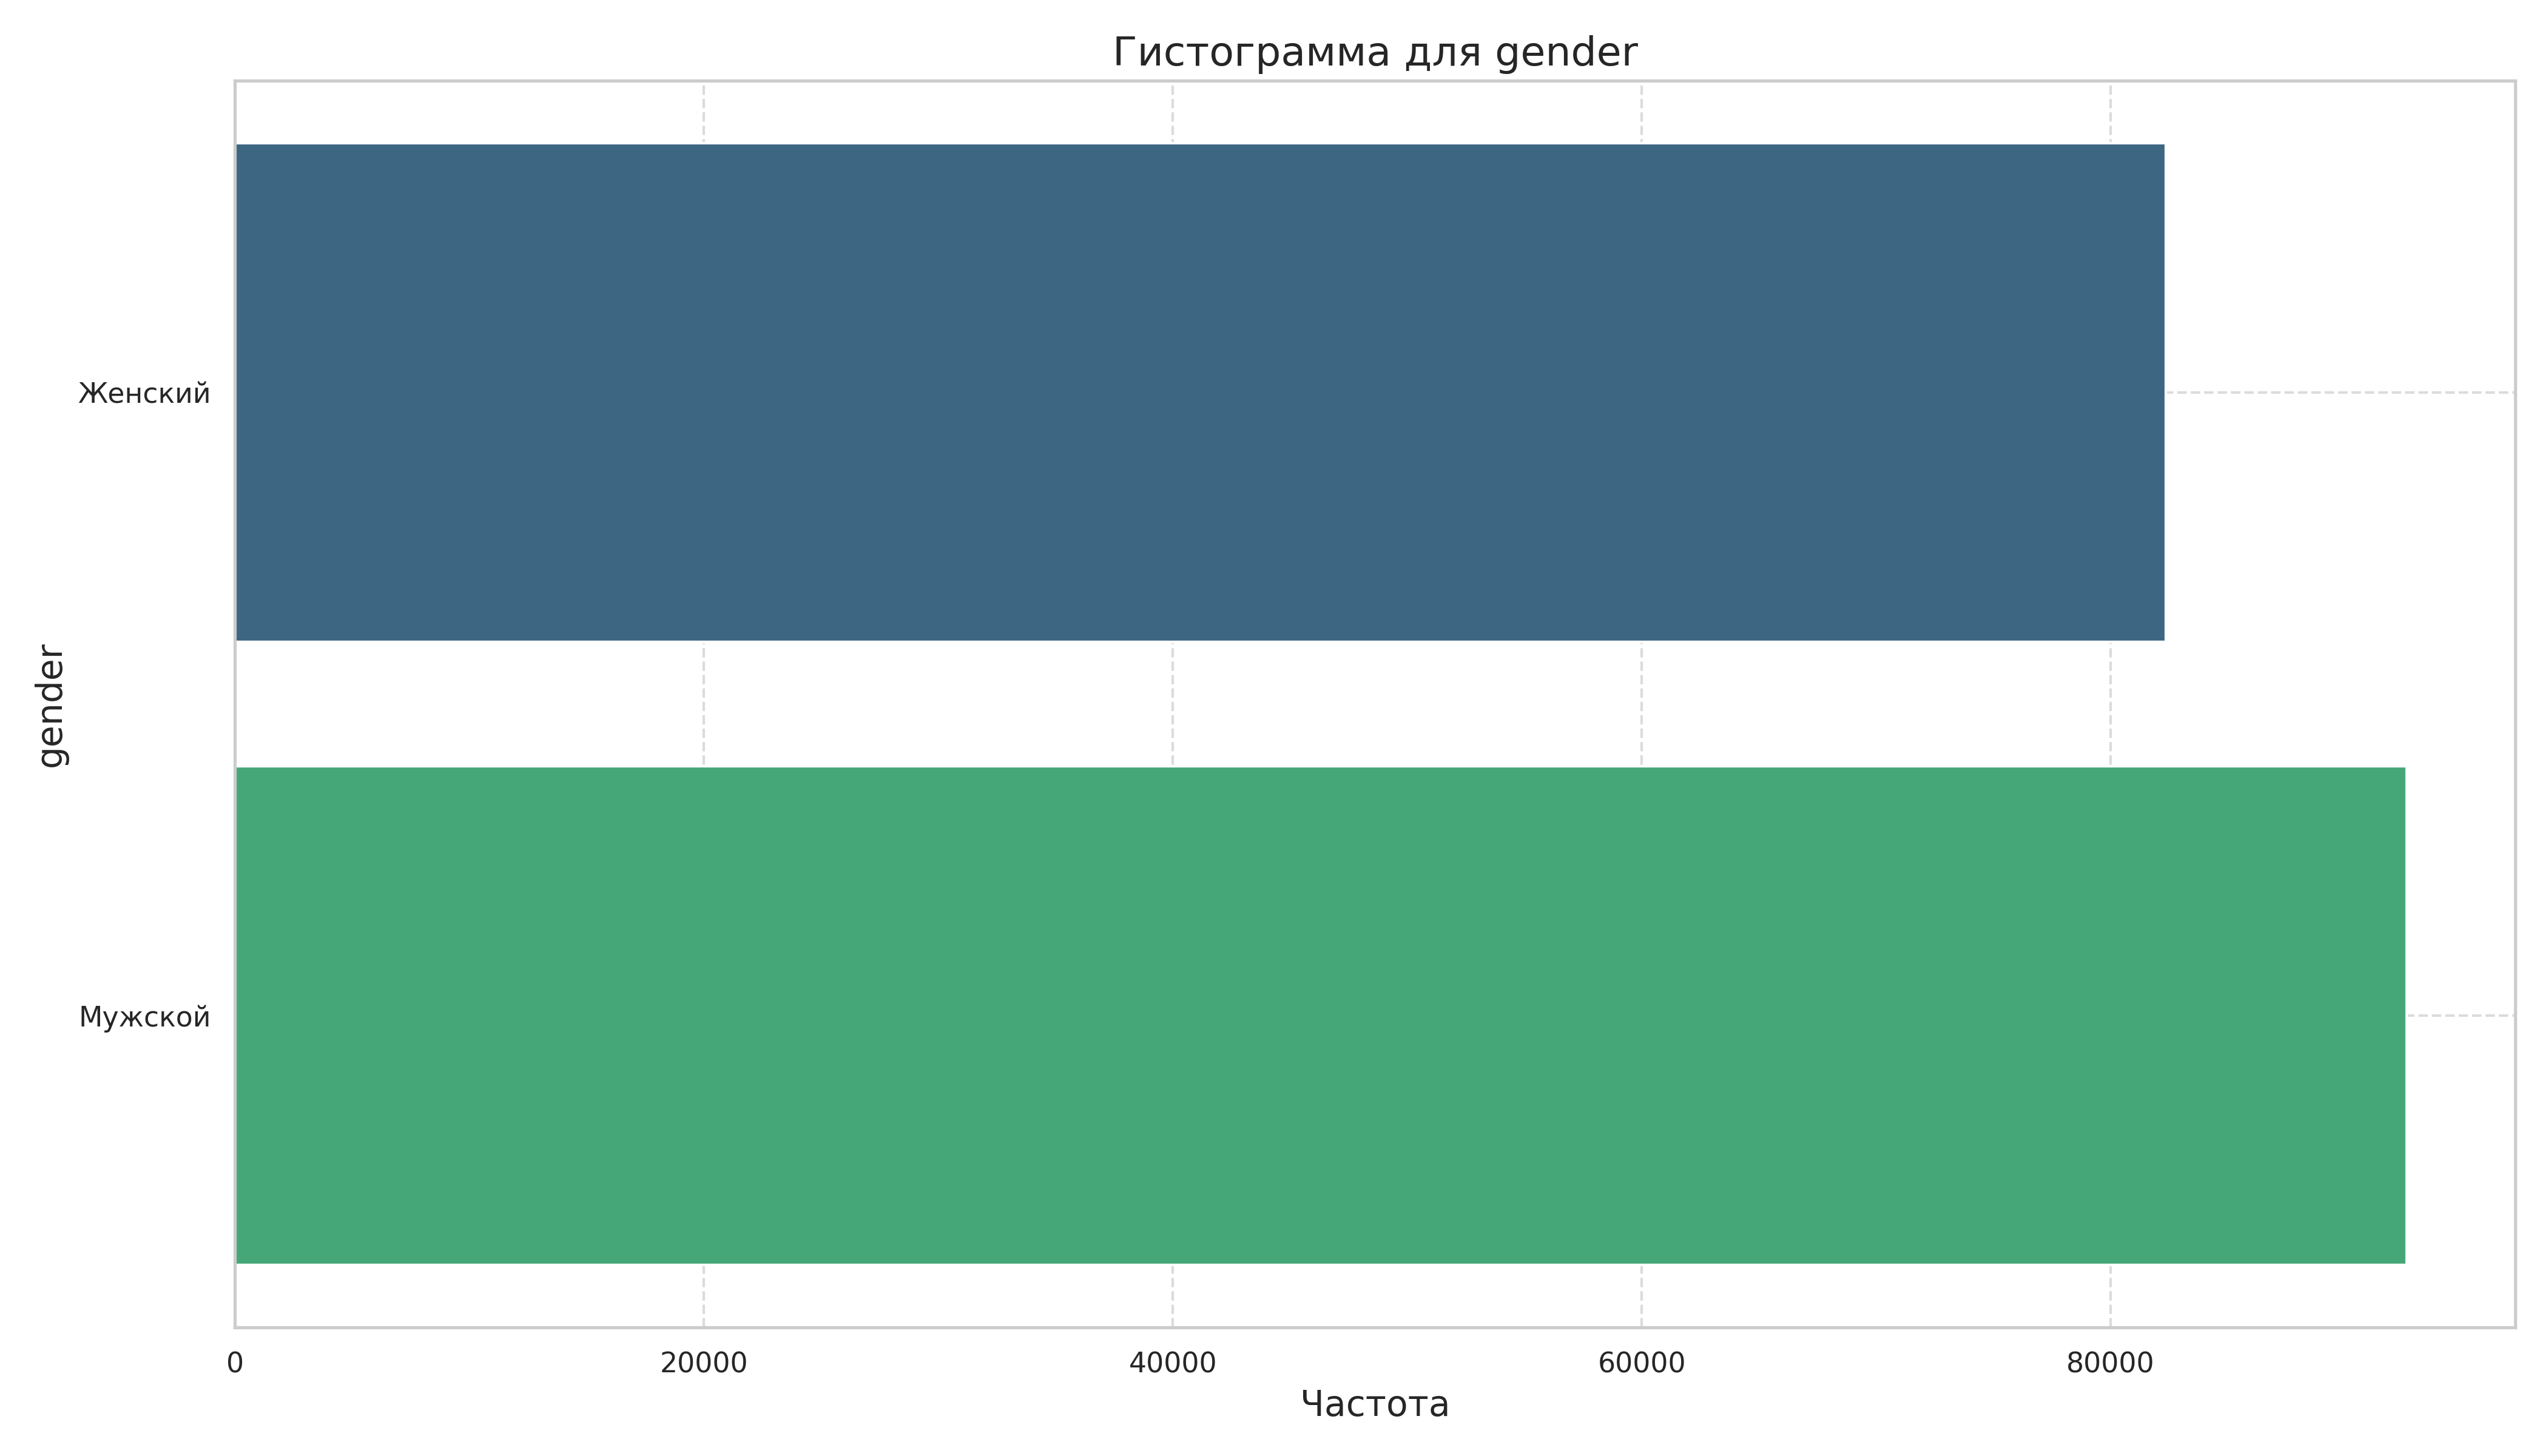 Гистограмма для gender
gender
Женский
Мужской
0 20000 40000 60000 80000
Частота